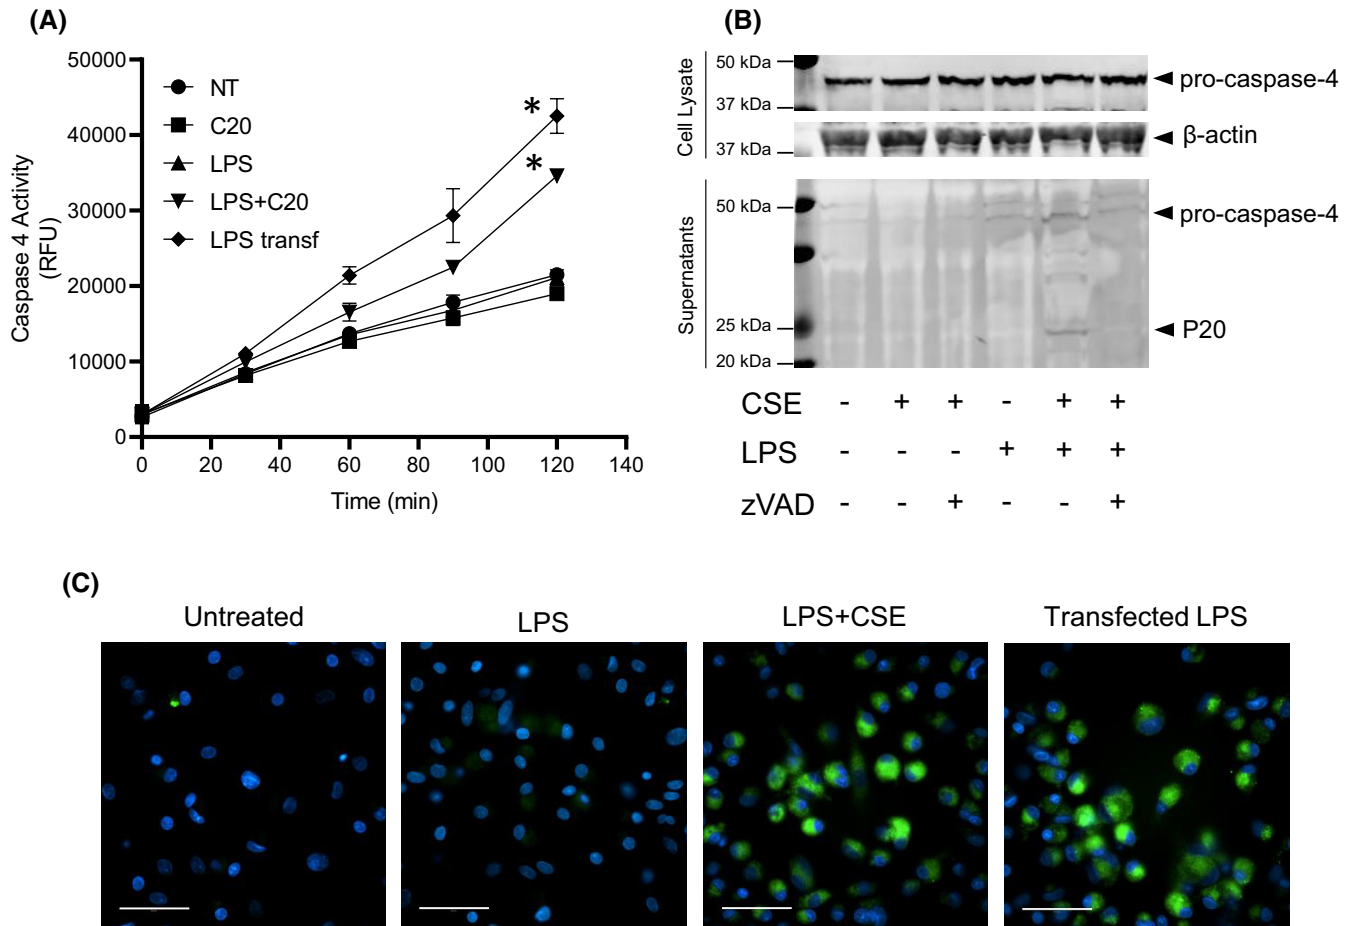 (A)
50000
40000
30000
20000
10000
0
Caspase 4 Activity
(RFU)
NT
C20
LPS
LPS+C20
LPS transf
*
*
0 20 40 60 80 100 120 140
Time (min)
(B)
Cell Lysate
50 kDa
37 kDa
pro-caspase-4
37 kDa
β-actin
Supernatants
50 kDa
pro-caspase-4
25 kDa
P20
20 kDa
CSE - + + - + +
LPS - - - + + +
zVAD - - + - - +
(C)
Untreated
LPS
LPS+CSE
Transfected LPS